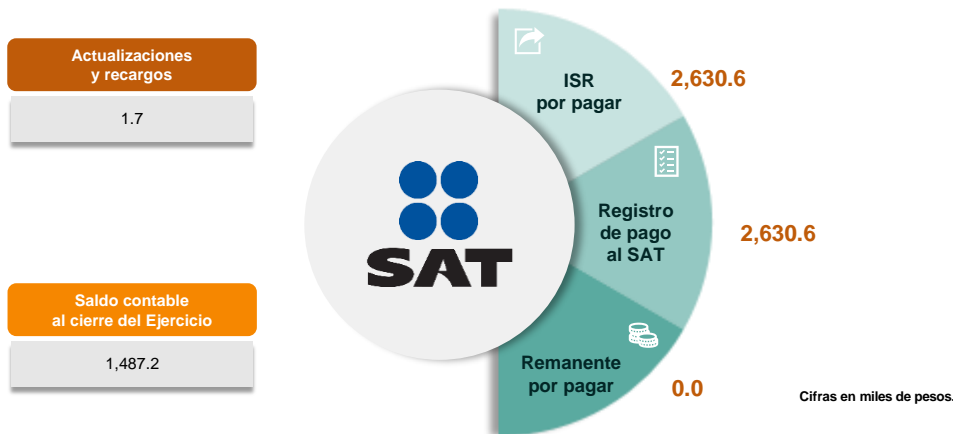 Actualizaciones
y recargos
1.7
Saldo contable
al cierre del Ejercicio
1,487.2
SAT
ISR
por pagar
2,630.6
Registro
de pago
al SAT
2,630.6
Remanente
por pagar
0.0
Cifras en miles de pesos.